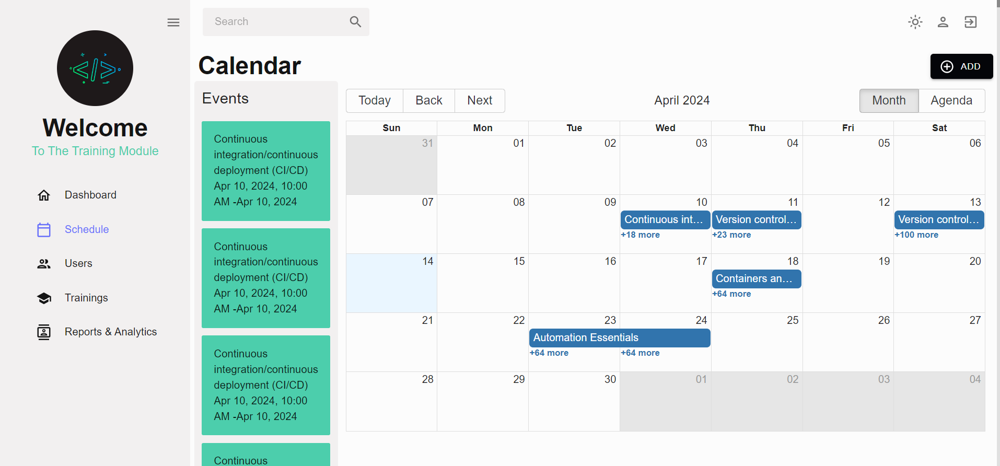 Welcome
To The Training Module
Dashboard
Schedule
Users
Trainings
Reports & Analytics
Search
Calendar
ADD
Events
Continuous
integration/continuous
deployment (CI/CD)
Apr 10, 2024, 10:00
AM -Apr 10, 2024
Continuous
integration/continuous
deployment (CI/CD)
Apr 10, 2024, 10:00
AM -Apr 10, 2024
Continuous
integration/continuous
deployment (CI/CD)
Apr 10, 2024, 10:00
AM -Apr 10, 2024
Continuous
Today Back Next April 2024 Month Agenda
Sun Mon Tue Wed Thu Fri Sat
31 01 02 03 04 05 06
07 08 09 10 11 12 13
Continuous int... Version control... Version control...
+18 more +23 more +100 more
14 15 16 17 18 19 20
Containers an...
+64 more
21 22 23 24 25 26 27
Automation Essentials
+64 more +64 more
28 29 30 01 02 03 04